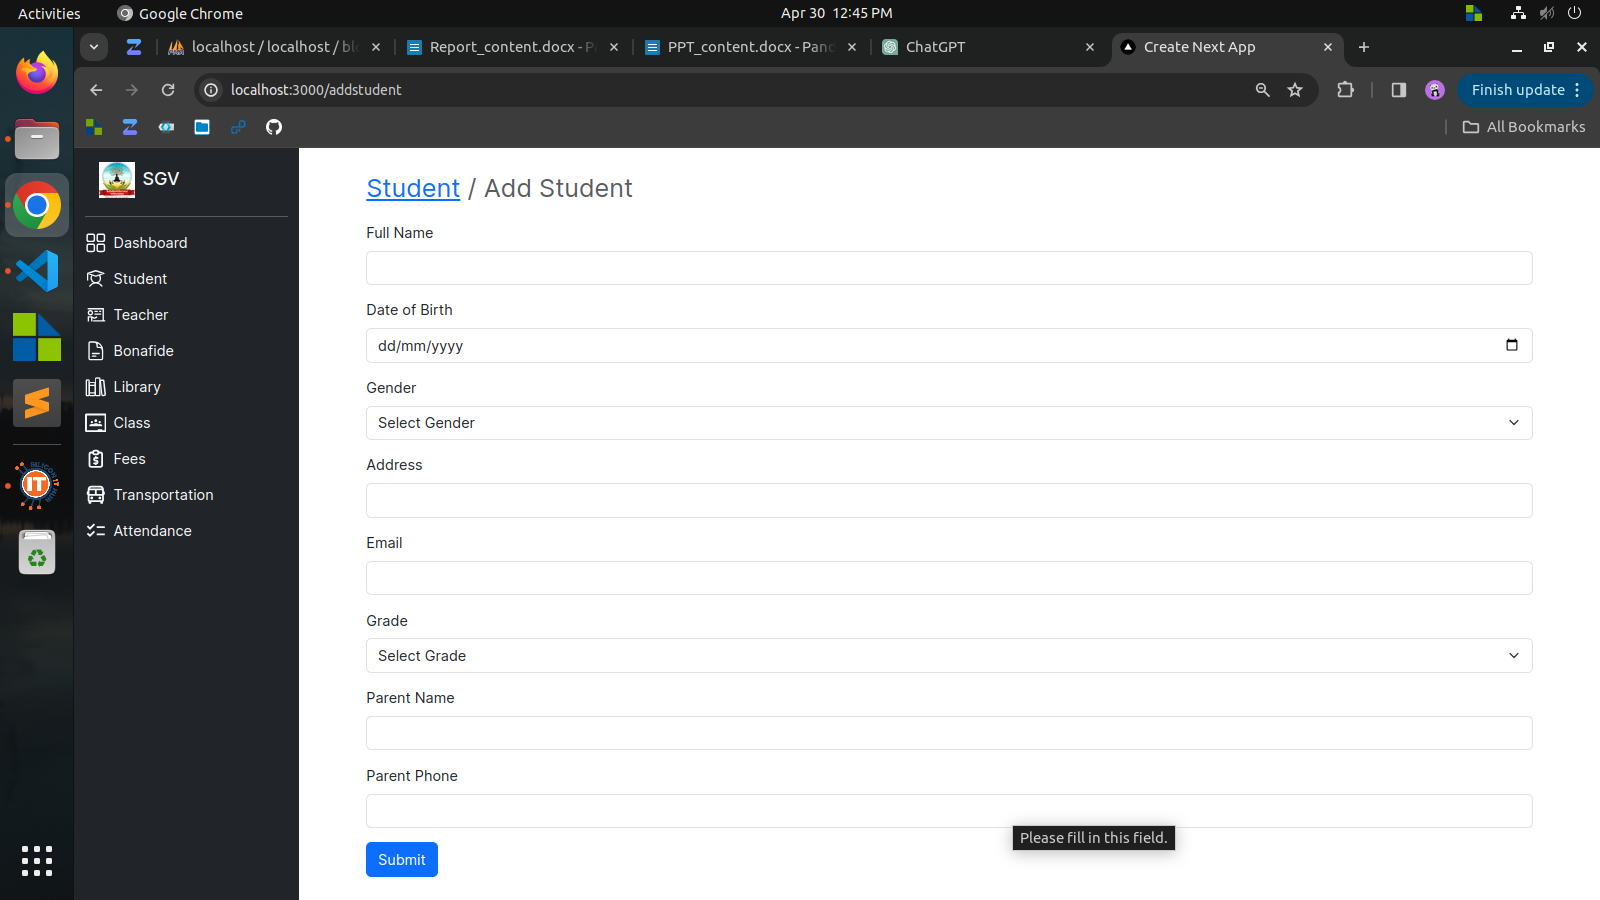 Activities
Google Chrome
Apr 30 12:45 PM
localhost / localhost /
Report_content.docx -
PPT_content.docx -
ChatGPT
Create Next App
localhost:3000/addstudent
Finish update
All Bookmarks
SGV
Dashboard
Student
Teacher
Bonafide
Library
Class
Fees
Transportation
Attendance
Student / Add Student
Full Name
Date of Birth
dd/mm/yyyy
Gender
Select Gender
Address
Email
Grade
Select Grade
Parent Name
Parent Phone
Please fill in this field.
Submit
IT